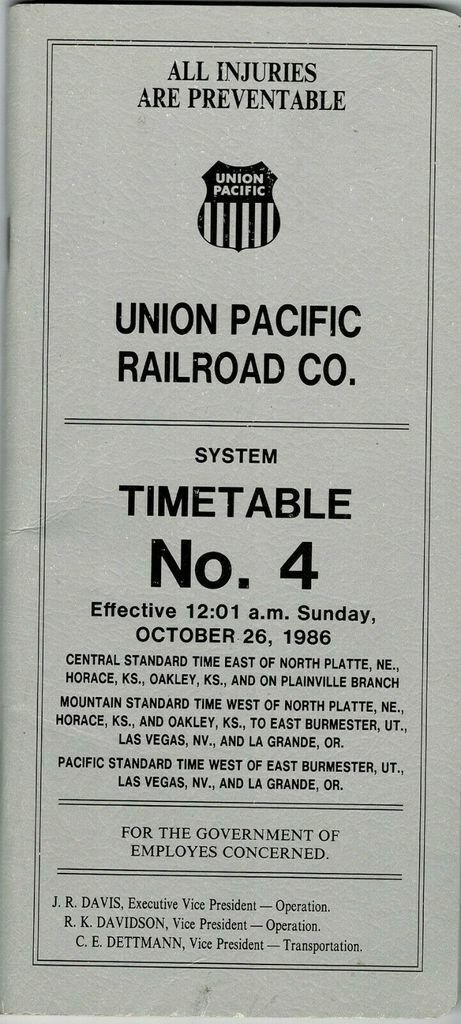 ALL INJURIES
ARE PREVENTABLE
UNION
PACIFIC
UNION PACIFIC
RAILROAD CO.
SYSTEM
TIMETABLE
No. 4
Effective 12:01 a.m. Sunday,
OCTOBER 26, 1986
CENTRAL STANDARD TIME EAST OF NORTH PLATTE, NE.,
HORACE, KS., OAKLEY, KS., AND ON PLAINVILLE BRANCH
MOUNTAIN STANDARD TIME WEST OF NORTH PLATTE, NE.,
HORACE, KS., AND OAKLEY, KS., TO EAST BURMESTER, UT.,
LAS VEGAS, NV., AND LA GRANDE, OR.
PACIFIC STANDARD TIME WEST OF EAST BURMESTER, UT.,
LAS VEGAS, NV., AND LA GRANDE, OR.
FOR THE GOVERNMENT OF
EMPLOYES CONCERNED.
J. R. DAVIS, Executive Vice President — Operation.
R. K. DAVIDSON, Vice President — Operation.
C. E. DETTMANN, Vice President — Transportation.